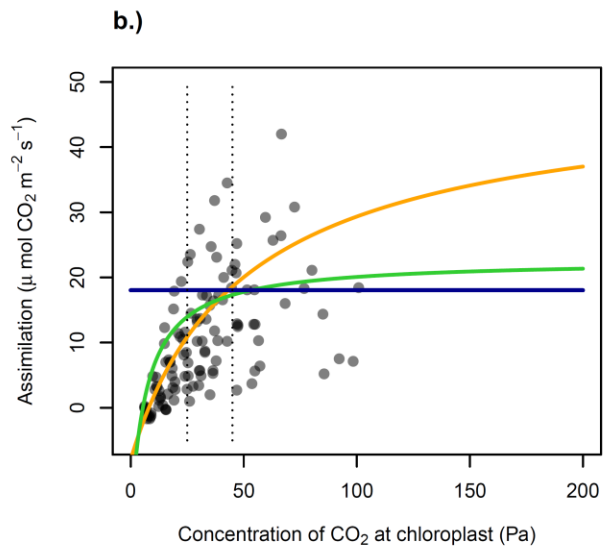 b.)
Assimilation (μ mol CO₂ m⁻² s⁻¹)
50
40
30
20
10
0
0 50 100 150 200
Concentration of CO₂ at chloroplast (Pa)